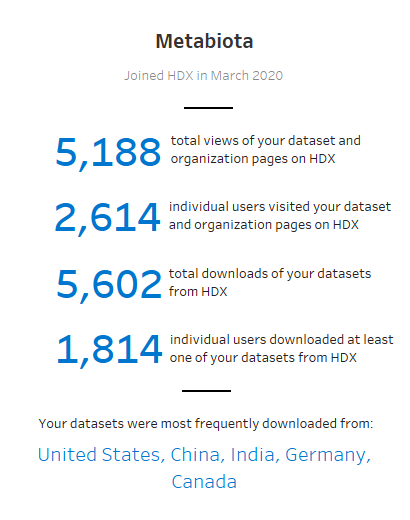 Metabiota
Joined HDX in March 2020
5,188 total views of your dataset and
organization pages on HDX
2,614 individual users visited your dataset
and organization pages on HDX
5,602 total downloads of your datasets
from HDX
1,814 individual users downloaded at least
one of your datasets from HDX
Your datasets were most frequently downloaded from:
United States, China, India, Germany,
Canada